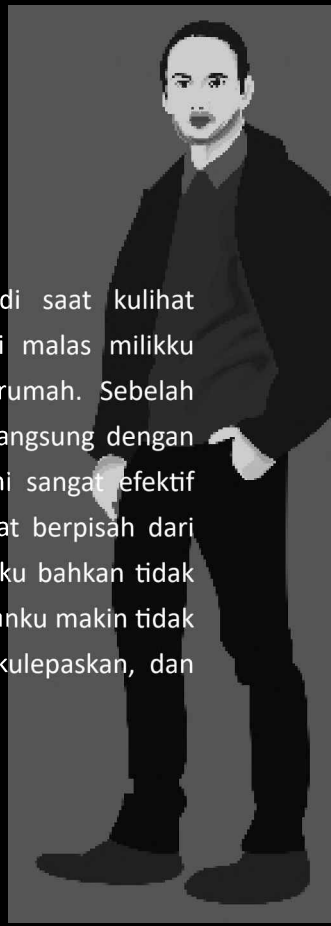 di saat kulihat
i malas milikku
rumah. Sebelah
angsung dengan
ni sangat efektif
at berpisah dari
ku bahkan tidak
nku makin tidak
kulepaskan, dan